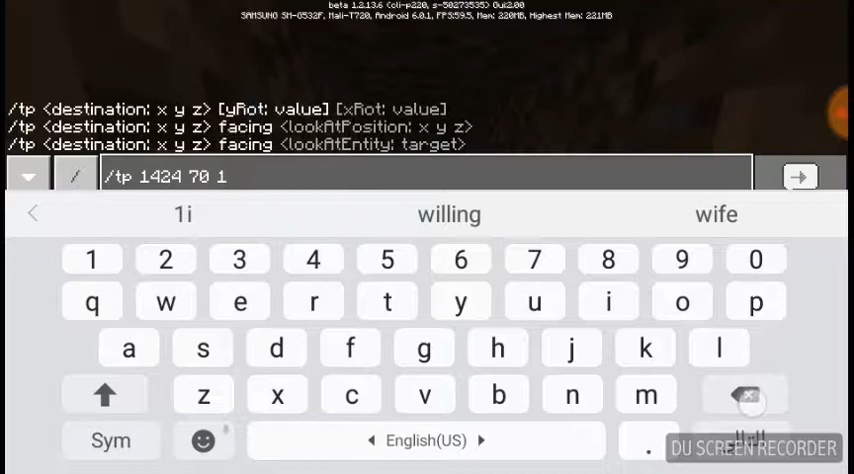 beta 1.2.13.6 (cli-p220, s-50273535) Gui2.00
SAMSUNG SM-G532F, Mali-T720, Android 6.0.1, FPS:59.5, Mem: 220MB, Highest Mem: 221MB
/tp <destination: x y z> [yRot: value] [xRot: value]
/tp <destination: x y z> facing <lookAtPosition: x y z>
/tp <destination: x y z> facing <lookAtEntity: target>
/ /tp 1424 70 1
1i willing wife
1 2 3 4 5 6 7 8 9 0
q w e r t y u i o p
a s d f g h j k l
z x c v b n m
Sym English(US) .
DU SCREEN RECORDER